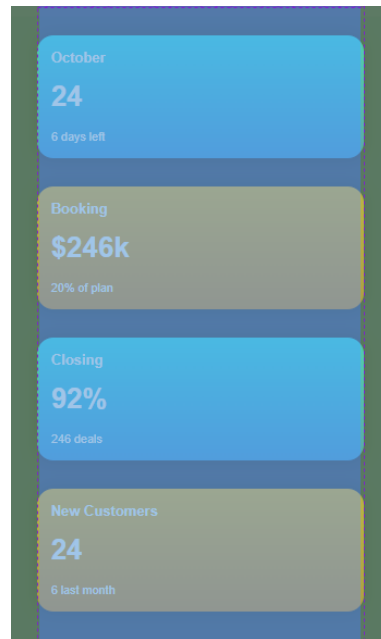 October
24
6 days left
Booking
$246k
20% of plan
Closing
92%
246 deals
New Customers
24
6 last month